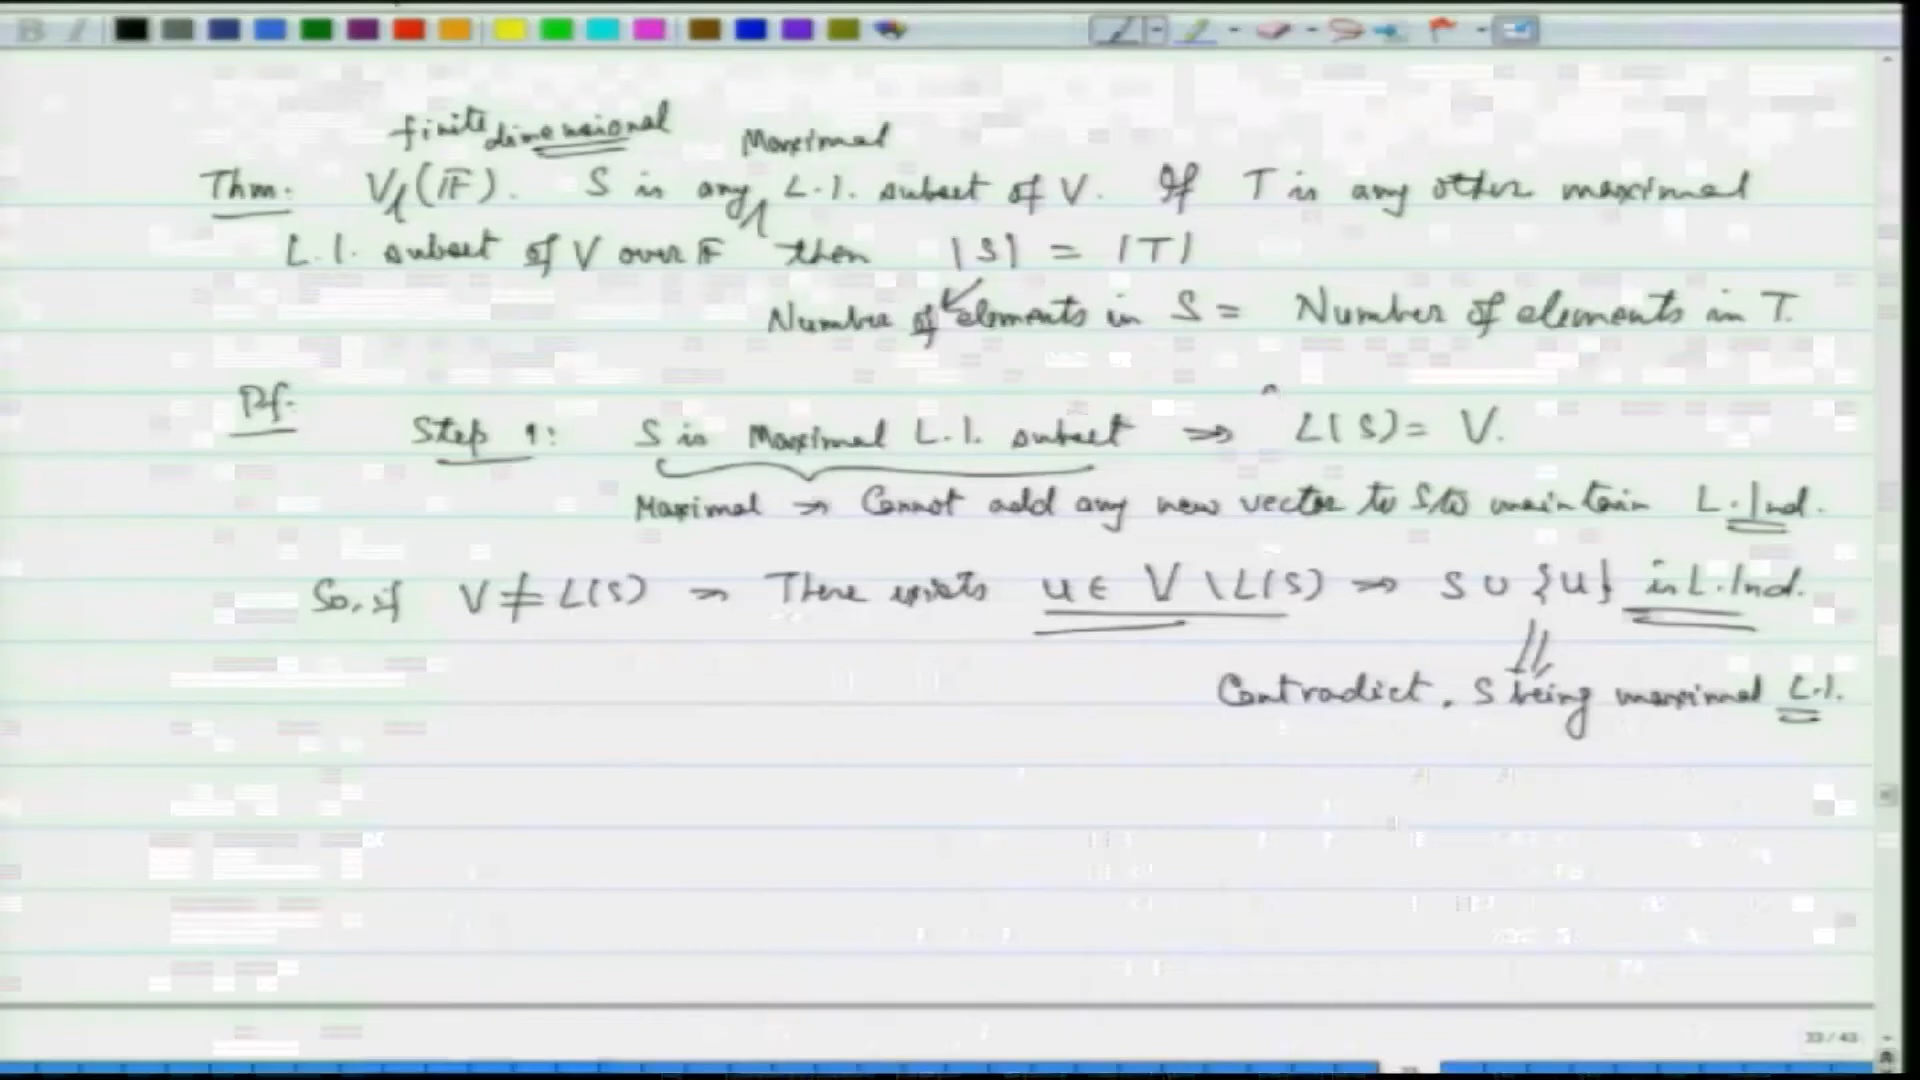 finite dimensional Maximal
Thm. V(F). S is any L.I. subset of V. If T is any other maximal
L.I. subset of V over F then |S| = |T|
Number of elements in S = Number of elements in T.
Pf.
Step 1: S is Maximal L.I. subset ⇒ L(S) = V.
Maximal → Cannot add any new vector to S to maintain L.Ind.
So, if V ≠ L(S) → There exists u ∈ V \ L(S) ⇒ S ∪ {u} is L.Ind.
Contradict, S being maximal L.I.
33 / 43